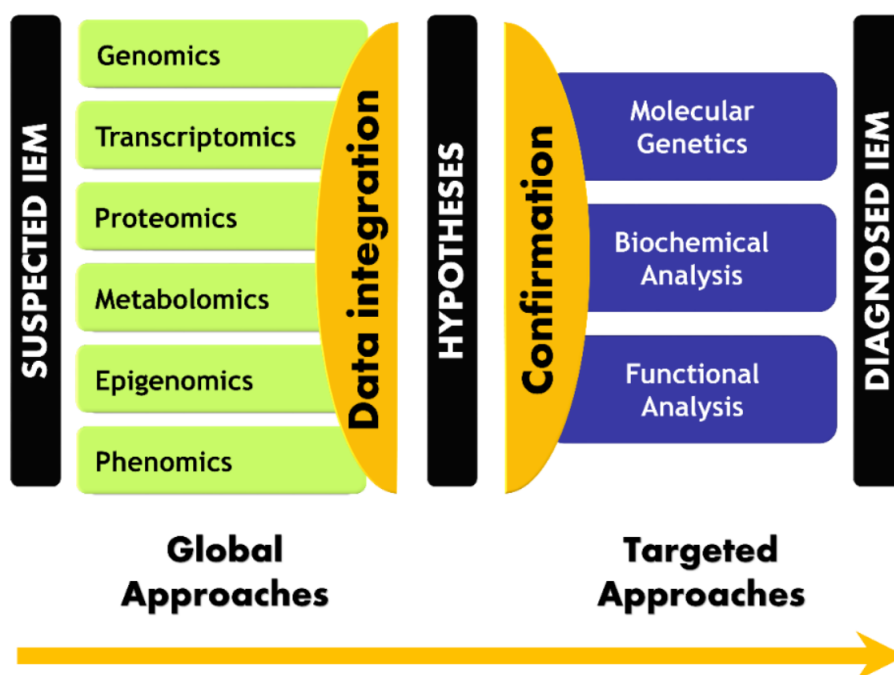 SUSPECTED IEM
Genomics
Transcriptomics
Proteomics
Metabolomics
Epigenomics
Phenomics
Data integration
HYPOTHESES
Confirmation
Molecular
Genetics
Biochemical
Analysis
Functional
Analysis
DIAGNOSED IEM
Global
Approaches
Targeted
Approaches